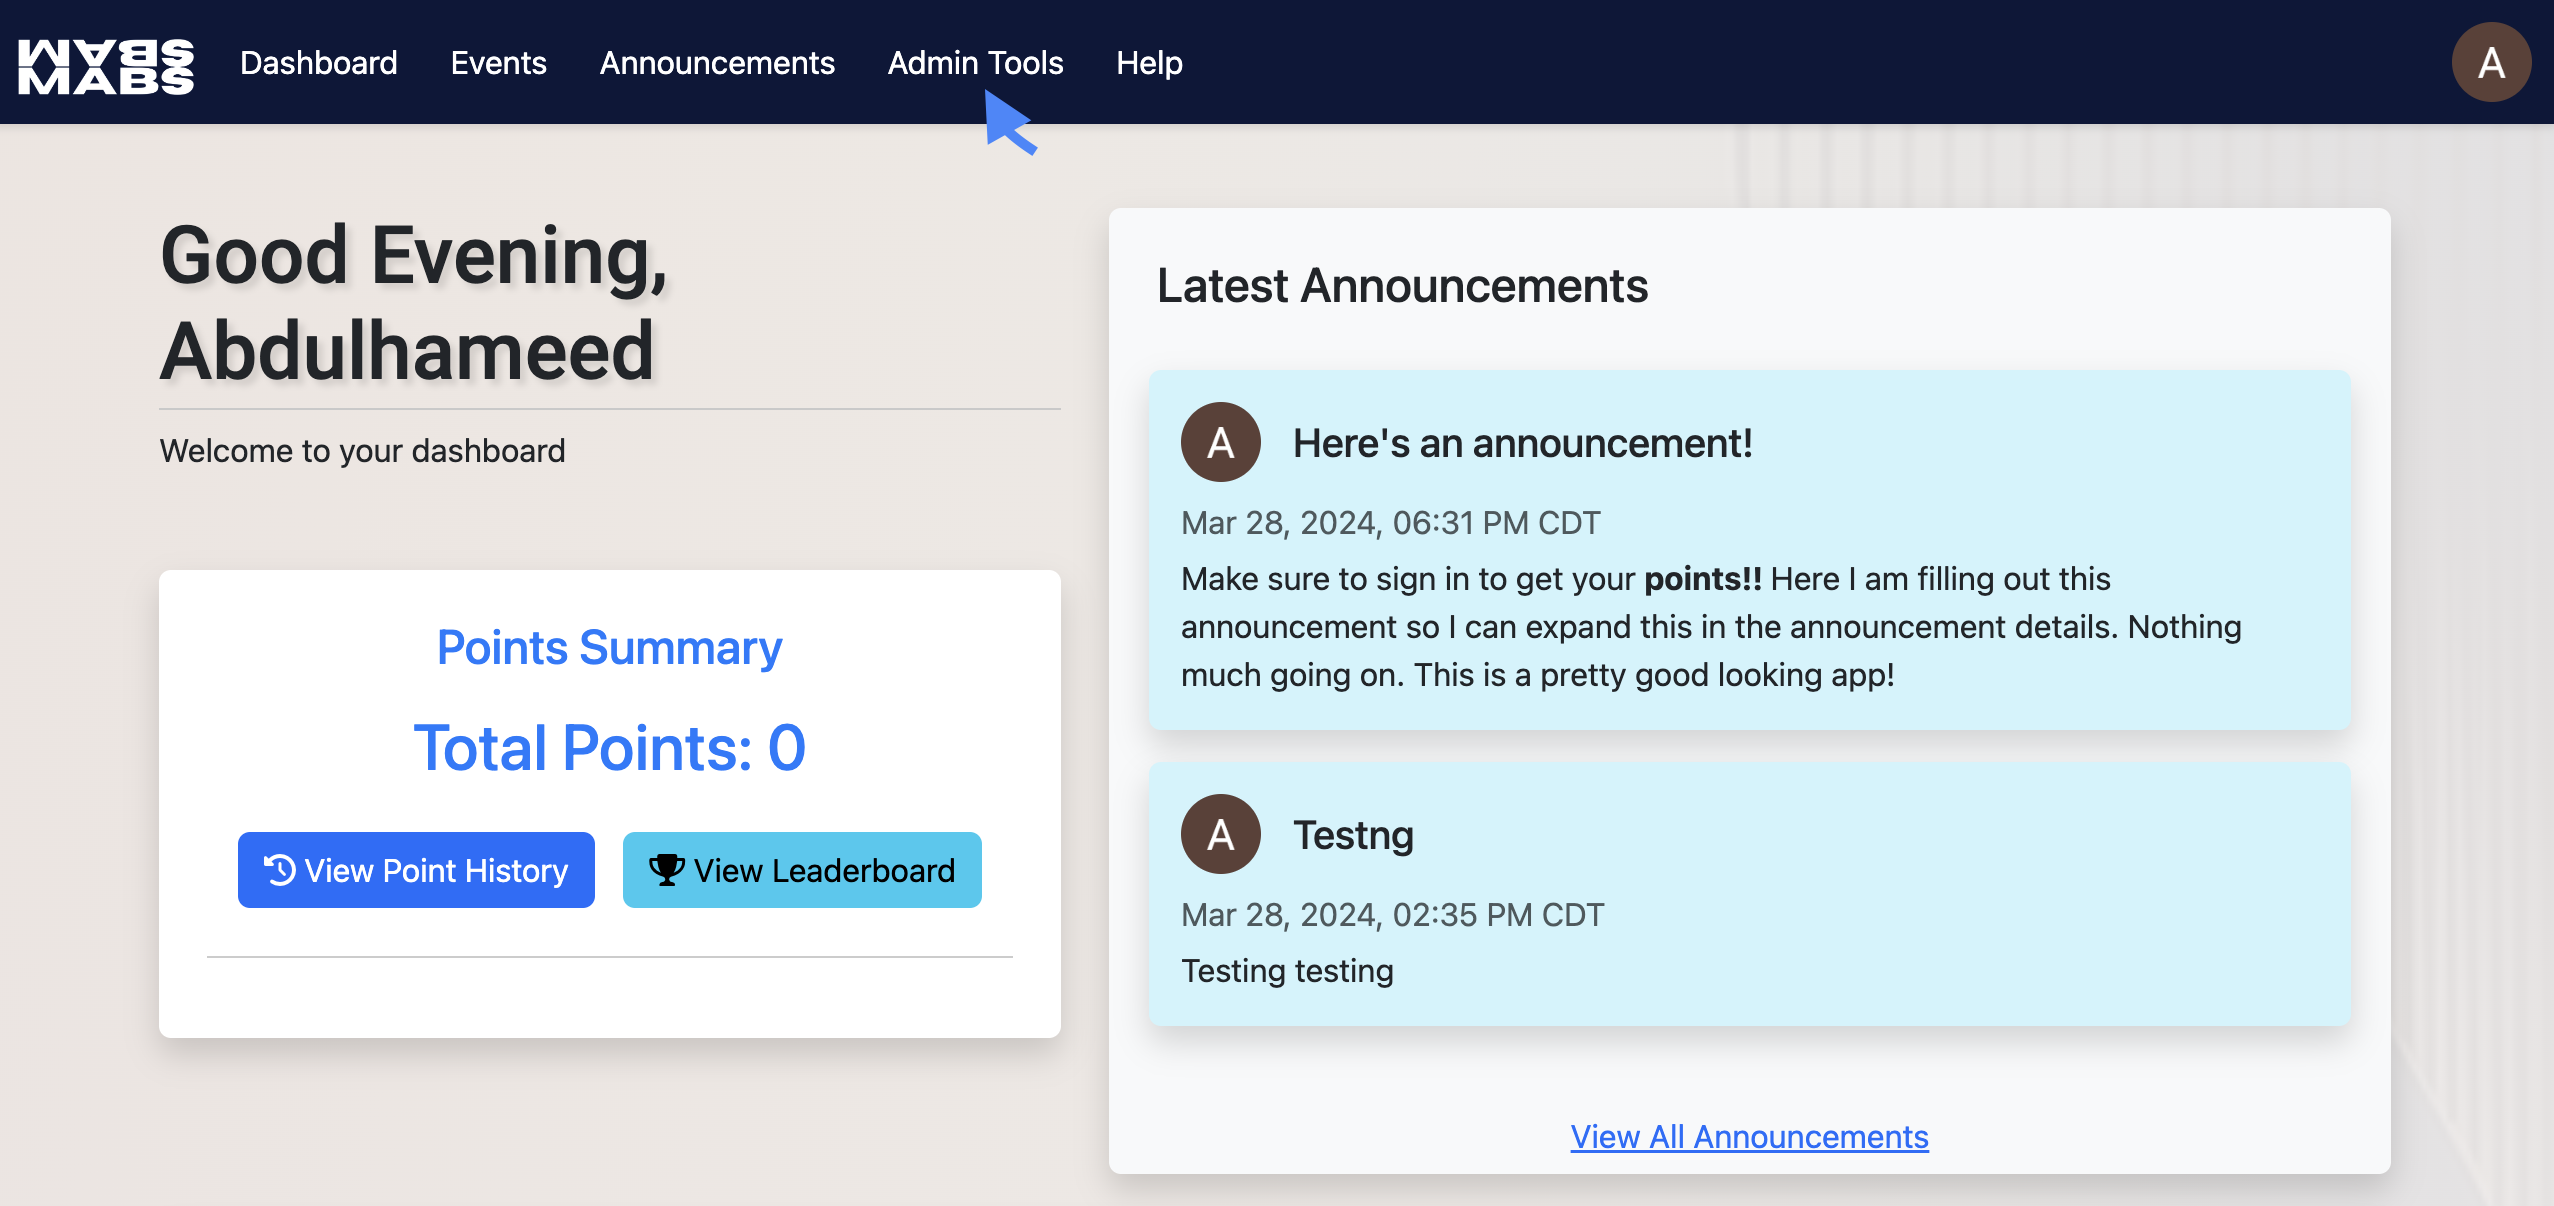 MABS
MABS
Dashboard Events Announcements Admin Tools Help
A
Good Evening,
Abdulhameed
Welcome to your dashboard
Points Summary
Total Points: 0
View Point History View Leaderboard
Latest Announcements
A Here's an announcement!
Mar 28, 2024, 06:31 PM CDT
Make sure to sign in to get your points!! Here I am filling out this
announcement so I can expand this in the announcement details. Nothing
much going on. This is a pretty good looking app!
A Testng
Mar 28, 2024, 02:35 PM CDT
Testing testing
View All Announcements